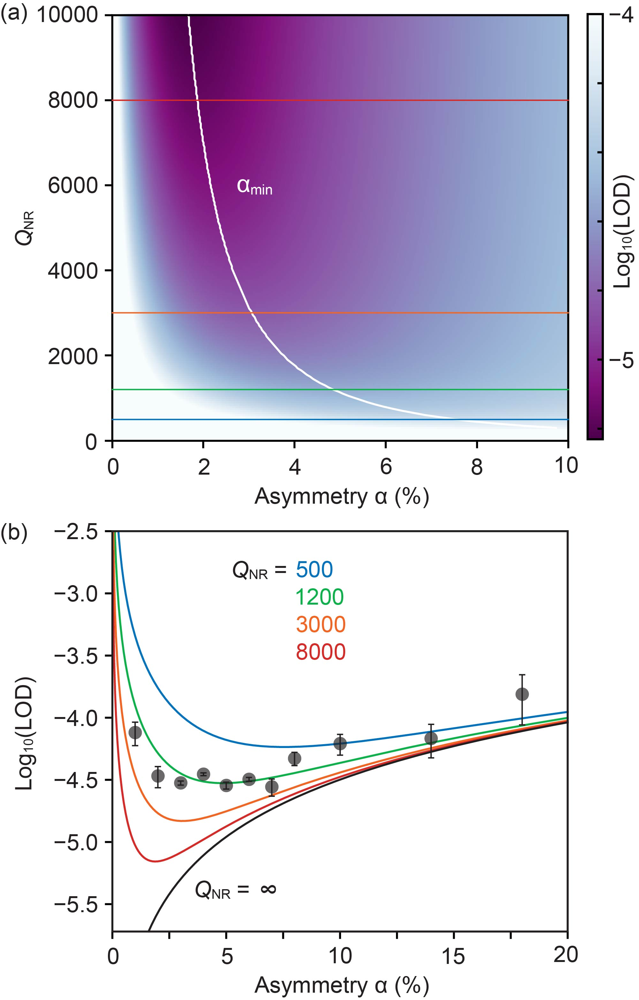 (a)
10000
8000
6000
4000
2000
0
Q_NR
α_min
0 2 4 6 8 10
Asymmetry α (%)
−4
−5
Log₁₀(LOD)
(b)
−2.5
−3.0
−3.5
−4.0
−4.5
−5.0
−5.5
Log₁₀(LOD)
Q_NR = 500
1200
3000
8000
Q_NR = ∞
0 5 10 15 20
Asymmetry α (%)